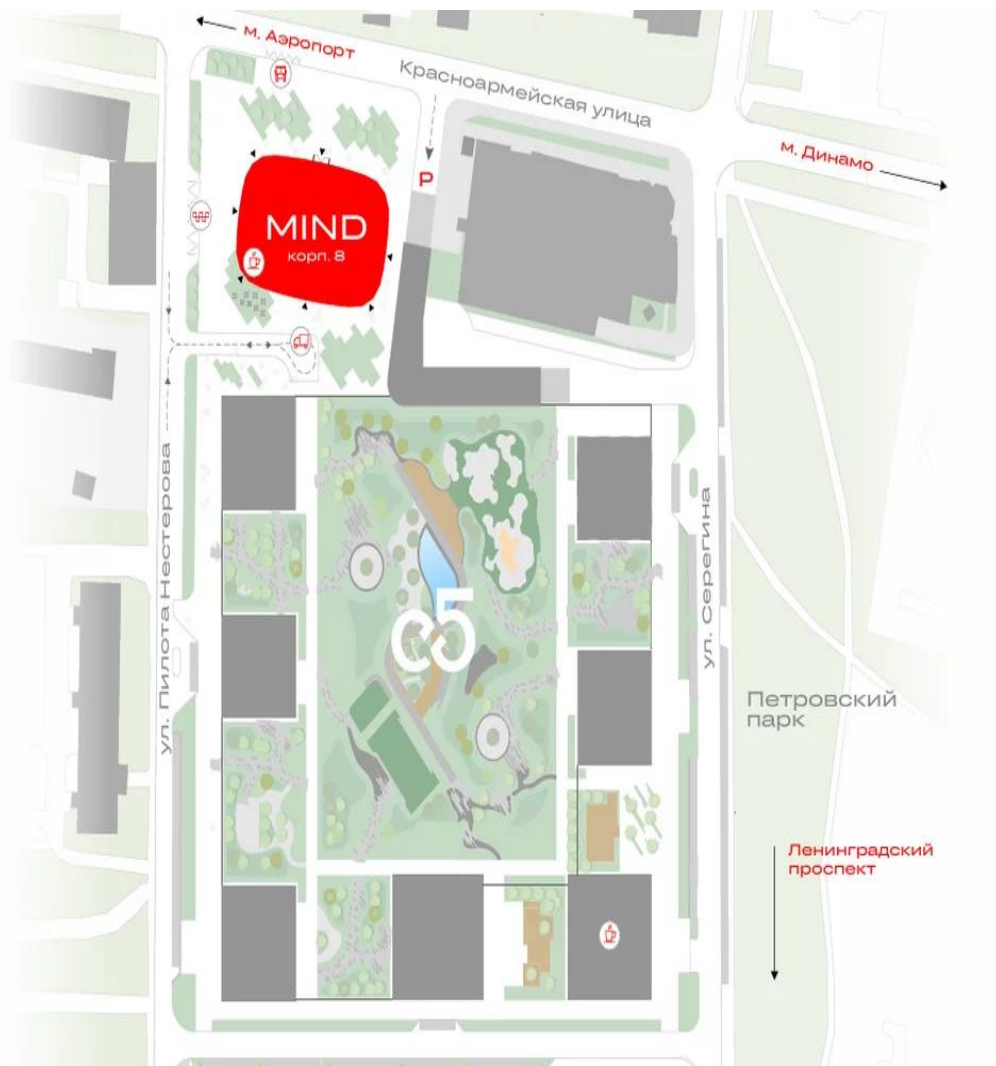 м. Аэропорт
Красноармейская улица
м. Динамо
P
MIND
корп. 8
ул. Пилота Нестерова
ул. Серегина
Петровский
парк
Ленинградский
проспект